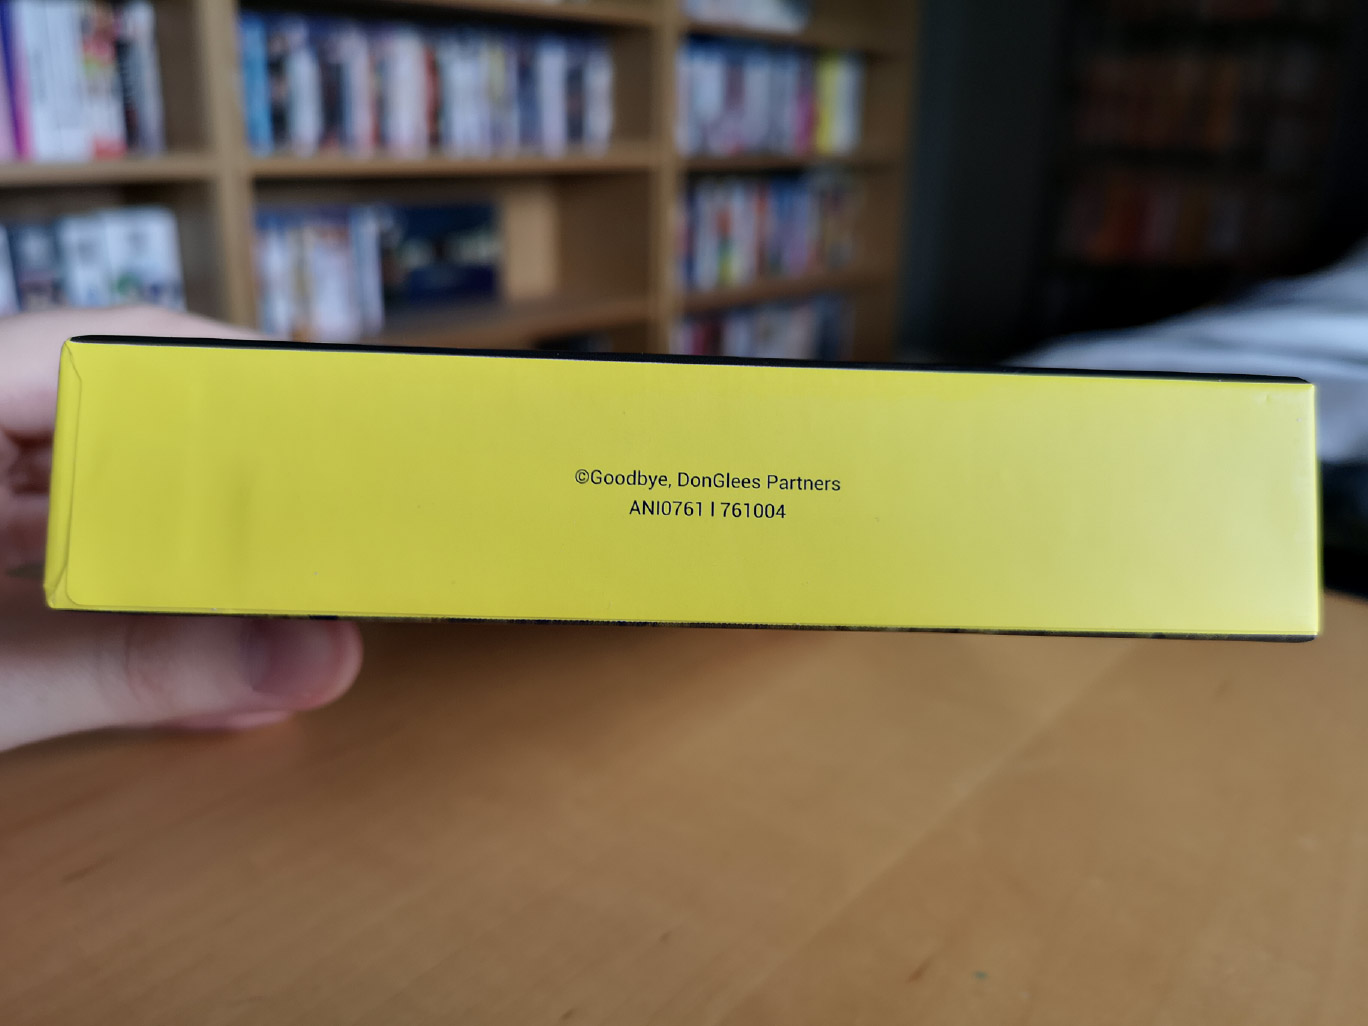 ©Goodbye, DonGlees Partners
ANI0761 I 761004